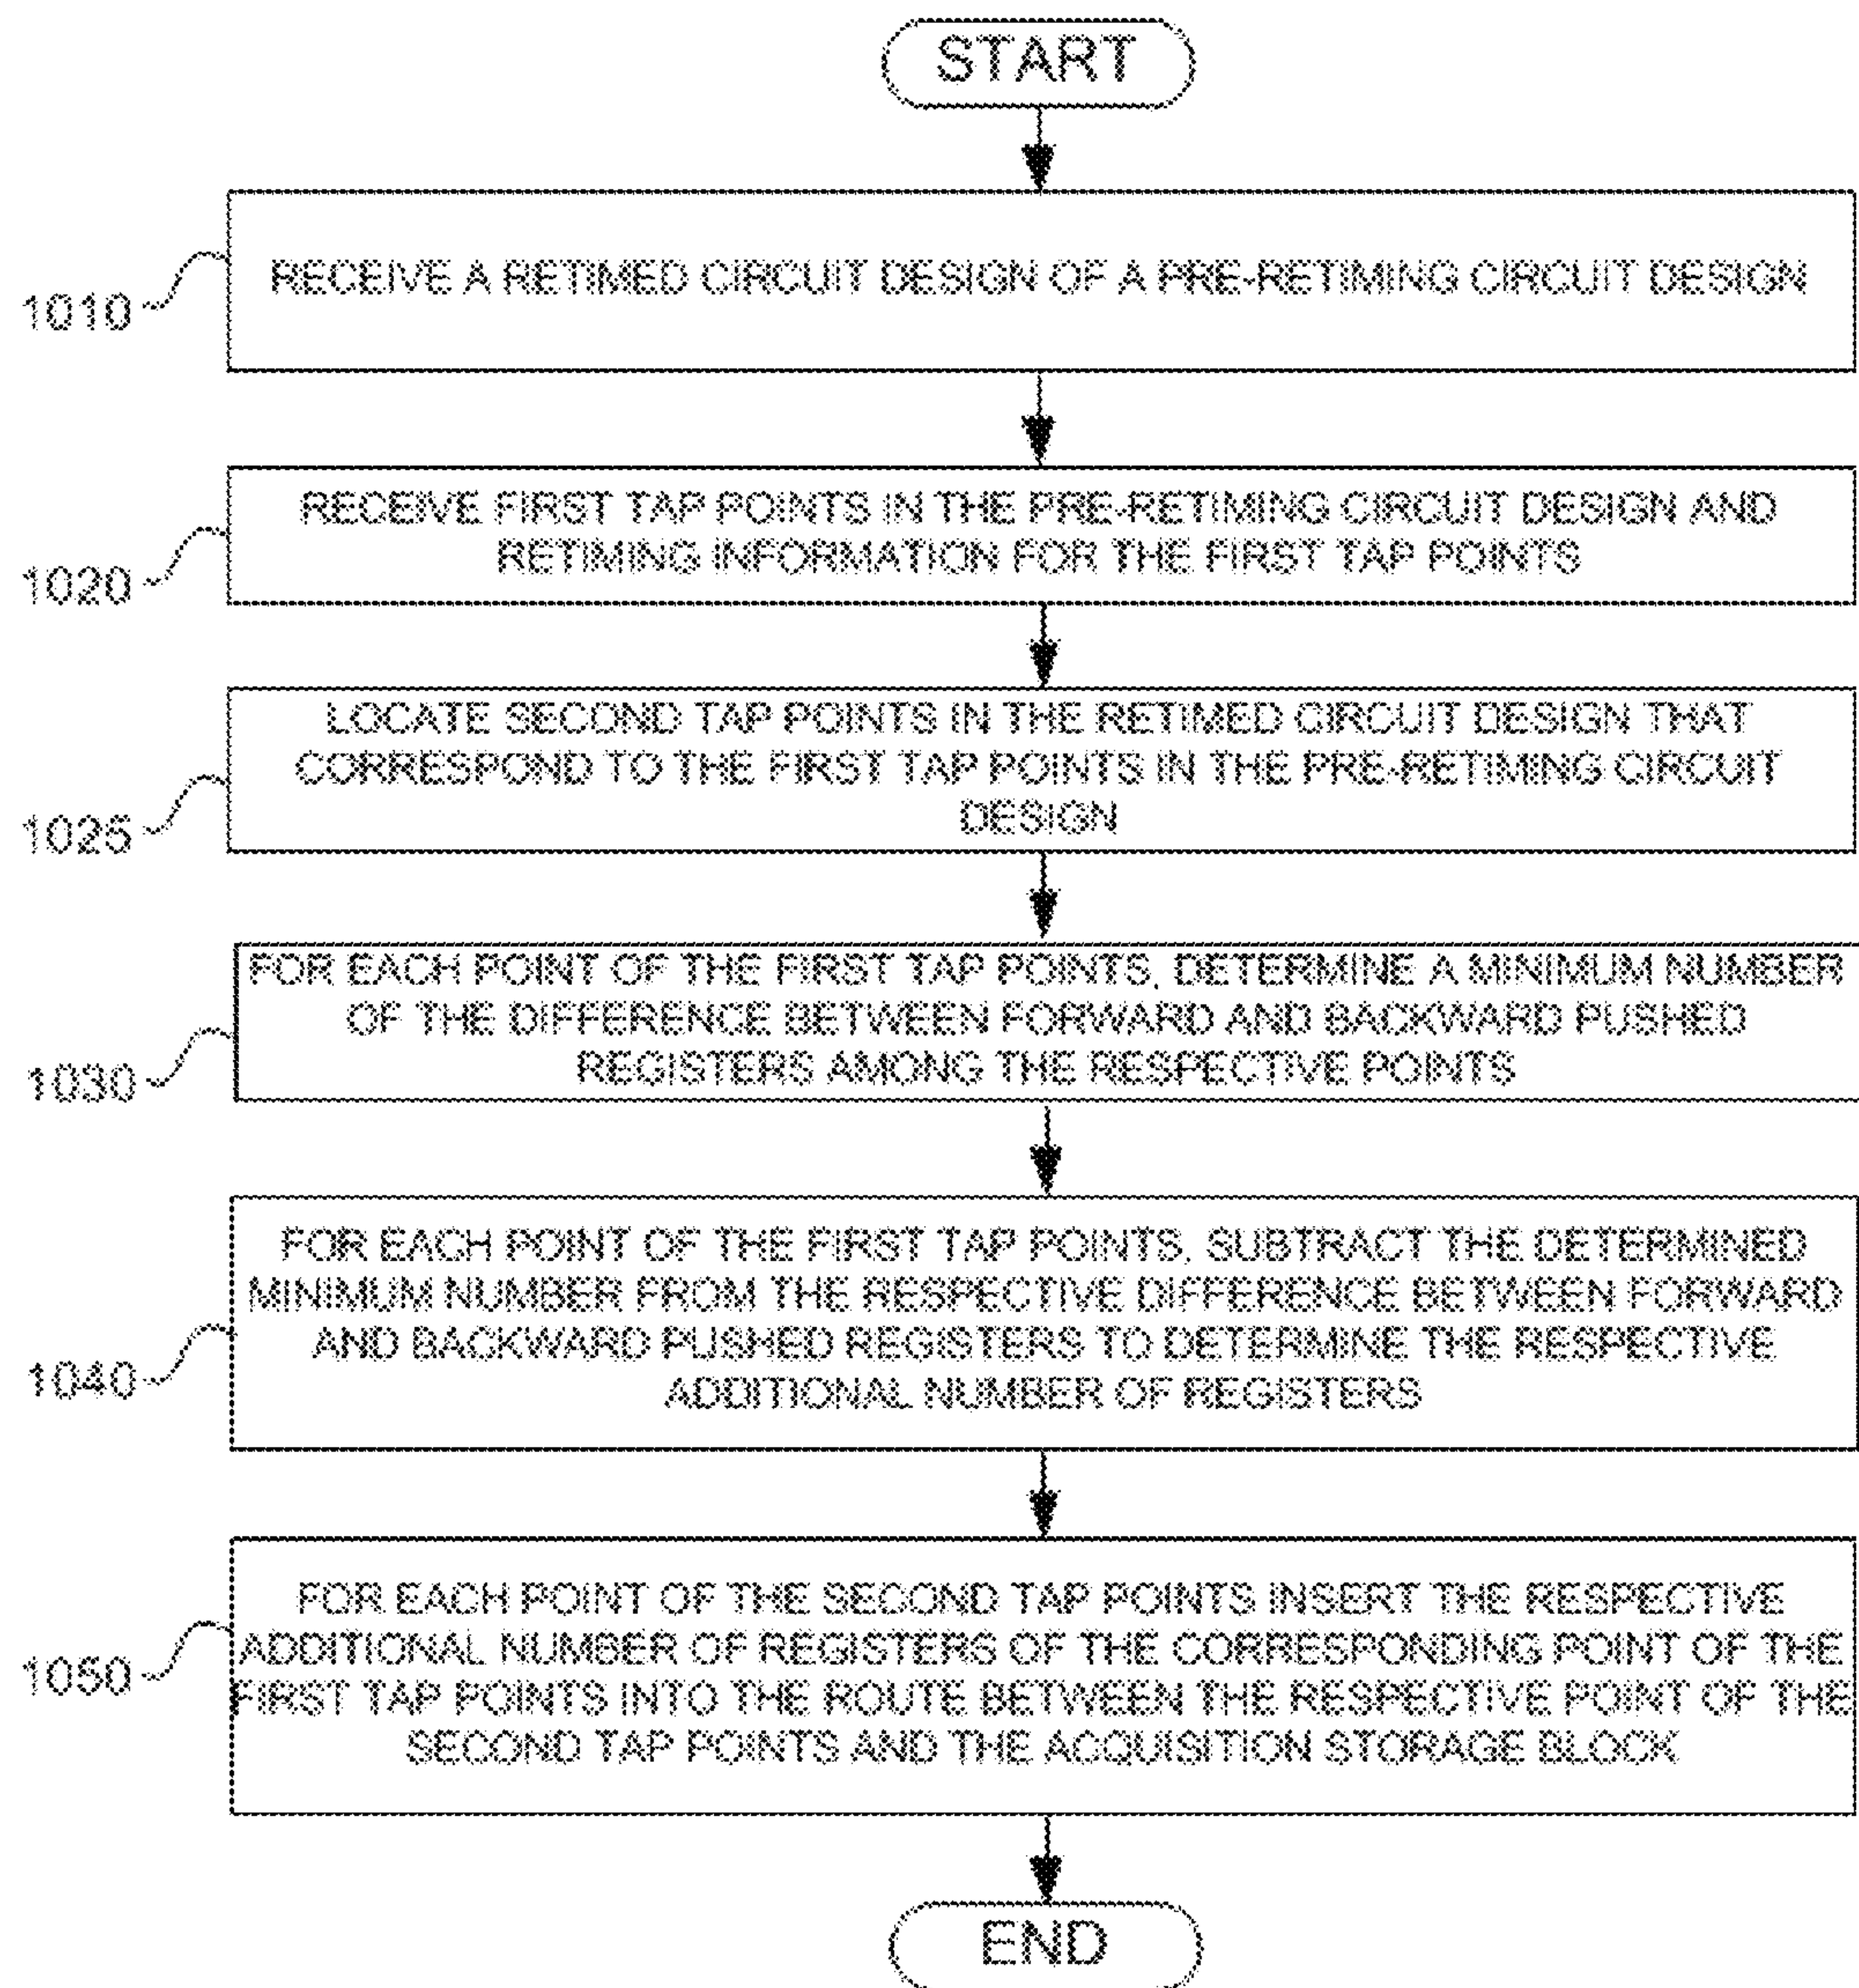 START
1010
RECEIVE A RETIMED CIRCUIT DESIGN OF A PRE-RETIMING CIRCUIT DESIGN
1020
RECEIVE FIRST TAP POINTS IN THE PRE-RETIMING CIRCUIT DESIGN AND
RETIMING INFORMATION FOR THE FIRST TAP POINTS
1025
LOCATE SECOND TAP POINTS IN THE RETIMED CIRCUIT DESIGN THAT
CORRESPOND TO THE FIRST TAP POINTS IN THE PRE-RETIMING CIRCUIT
DESIGN
1030
FOR EACH POINT OF THE FIRST TAP POINTS, DETERMINE A MINIMUM NUMBER
OF THE DIFFERENCE BETWEEN FORWARD AND BACKWARD PUSHED
REGISTERS AMONG THE RESPECTIVE POINTS
1040
FOR EACH POINT OF THE FIRST TAP POINTS, SUBTRACT THE DETERMINED
MINIMUM NUMBER FROM THE RESPECTIVE DIFFERENCE BETWEEN FORWARD
AND BACKWARD PUSHED REGISTERS TO DETERMINE THE RESPECTIVE
ADDITIONAL NUMBER OF REGISTERS
1050
FOR EACH POINT OF THE SECOND TAP POINTS INSERT THE RESPECTIVE
ADDITIONAL NUMBER OF REGISTERS OF THE CORRESPONDING POINT OF THE
FIRST TAP POINTS INTO THE ROUTE BETWEEN THE RESPECTIVE POINT OF THE
SECOND TAP POINTS AND THE ACQUISITION STORAGE BLOCK
END